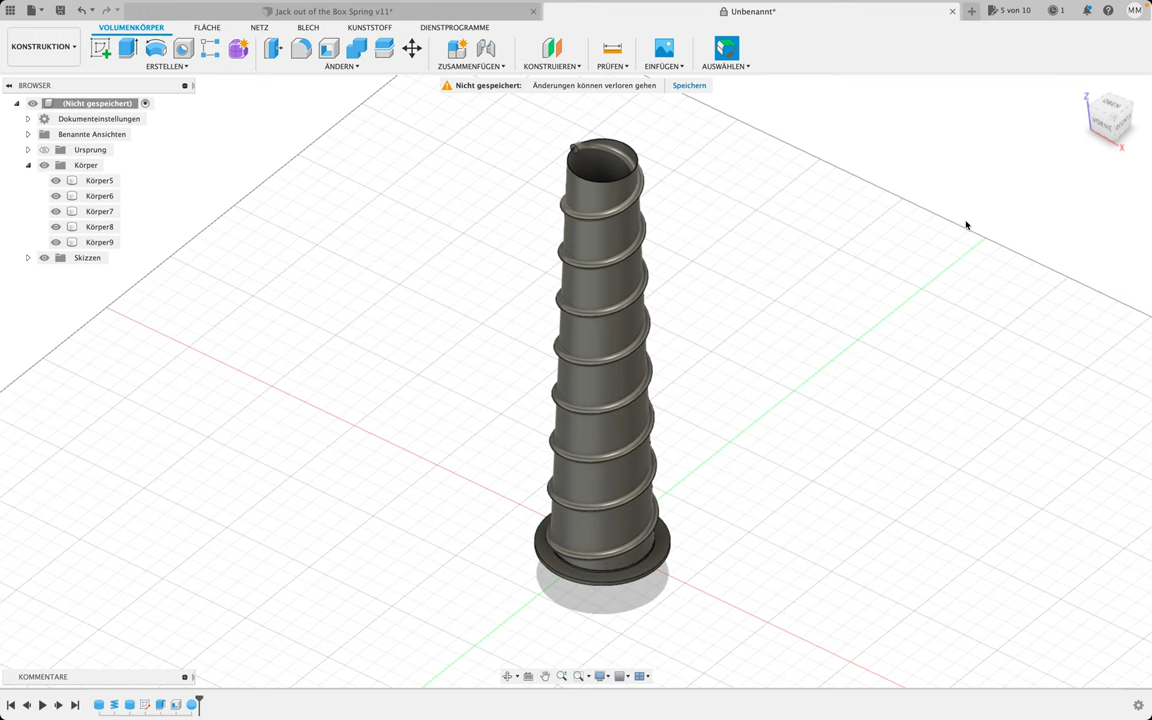 Jack out of the Box Spring v11*
Unbenannt*
5 von 10
1
MM
KONSTRUKTION
VOLUMENKÖRPER
FLÄCHE
NETZ
BLECH
KUNSTSTOFF
DIENSTPROGRAMME
ERSTELLEN
ÄNDERN
ZUSAMMENFÜGEN
KONSTRUIEREN
PRÜFEN
EINFÜGEN
AUSWÄHLEN
BROWSER
Nicht gespeichert: Änderungen können verloren gehen Speichern
(Nicht gespeichert)
Dokumenteinstellungen
Benannte Ansichten
Ursprung
Körper
Körper5
Körper6
Körper7
Körper8
Körper9
Skizzen
Z
OBEN
VORNE
X
KOMMENTARE